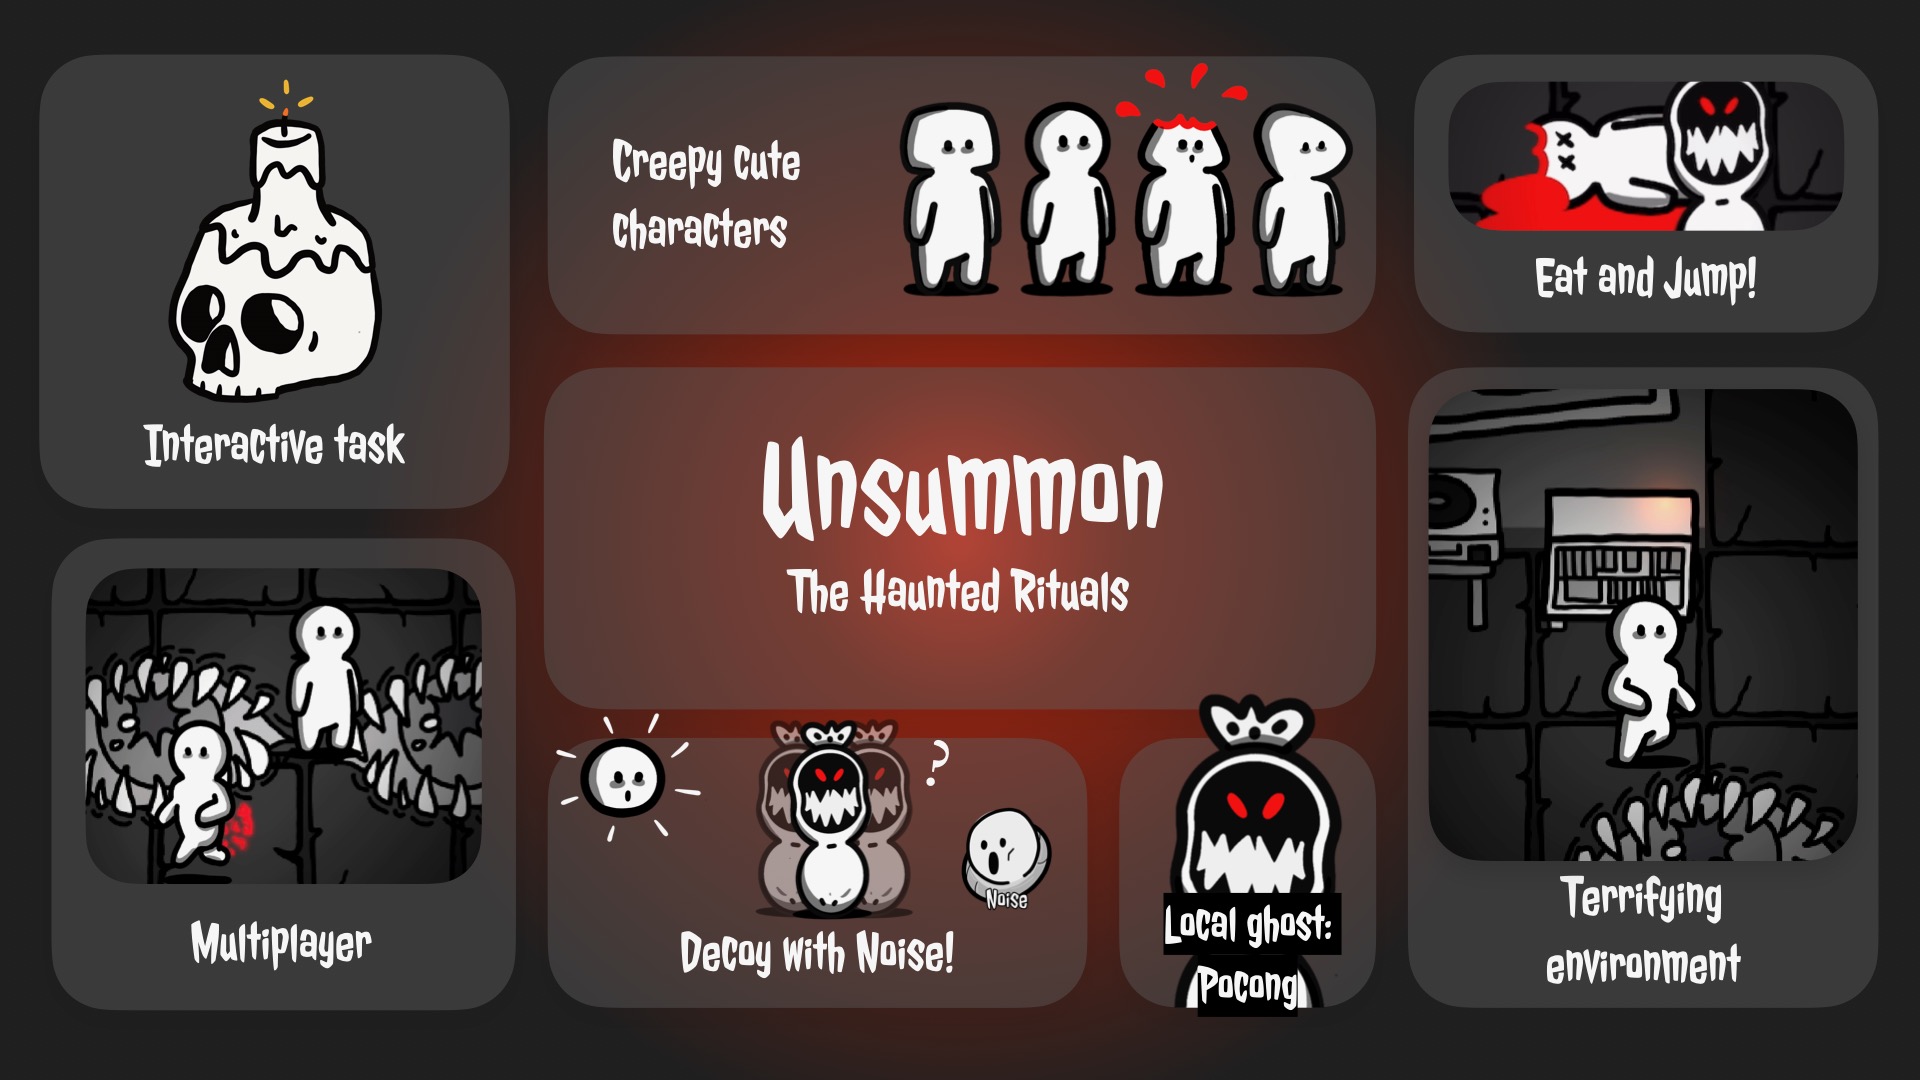 Interactive task
Creepy cute
characters
Eat and Jump!
Unsummon
The Haunted Rituals
Multiplayer
?
Noise
Decoy with Noise!
Local ghost:
Pocong
Terrifying
environment